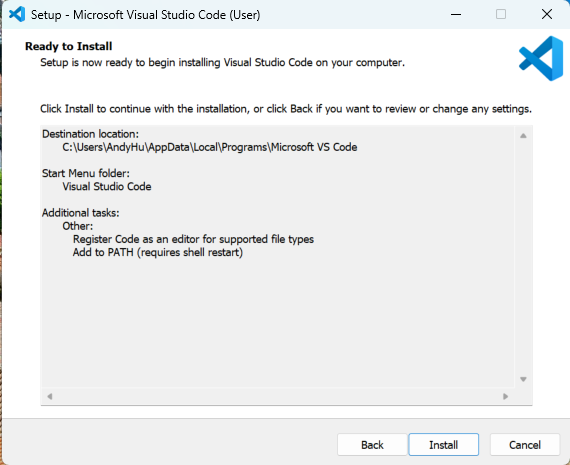 Setup - Microsoft Visual Studio Code (User)
Ready to Install
Setup is now ready to begin installing Visual Studio Code on your computer.
Click Install to continue with the installation, or click Back if you want to review or change any settings.
Destination location:
C:\Users\AndyHu\AppData\Local\Programs\Microsoft VS Code
Start Menu folder:
Visual Studio Code
Additional tasks:
Other:
Register Code as an editor for supported file types
Add to PATH (requires shell restart)
Back
Install
Cancel